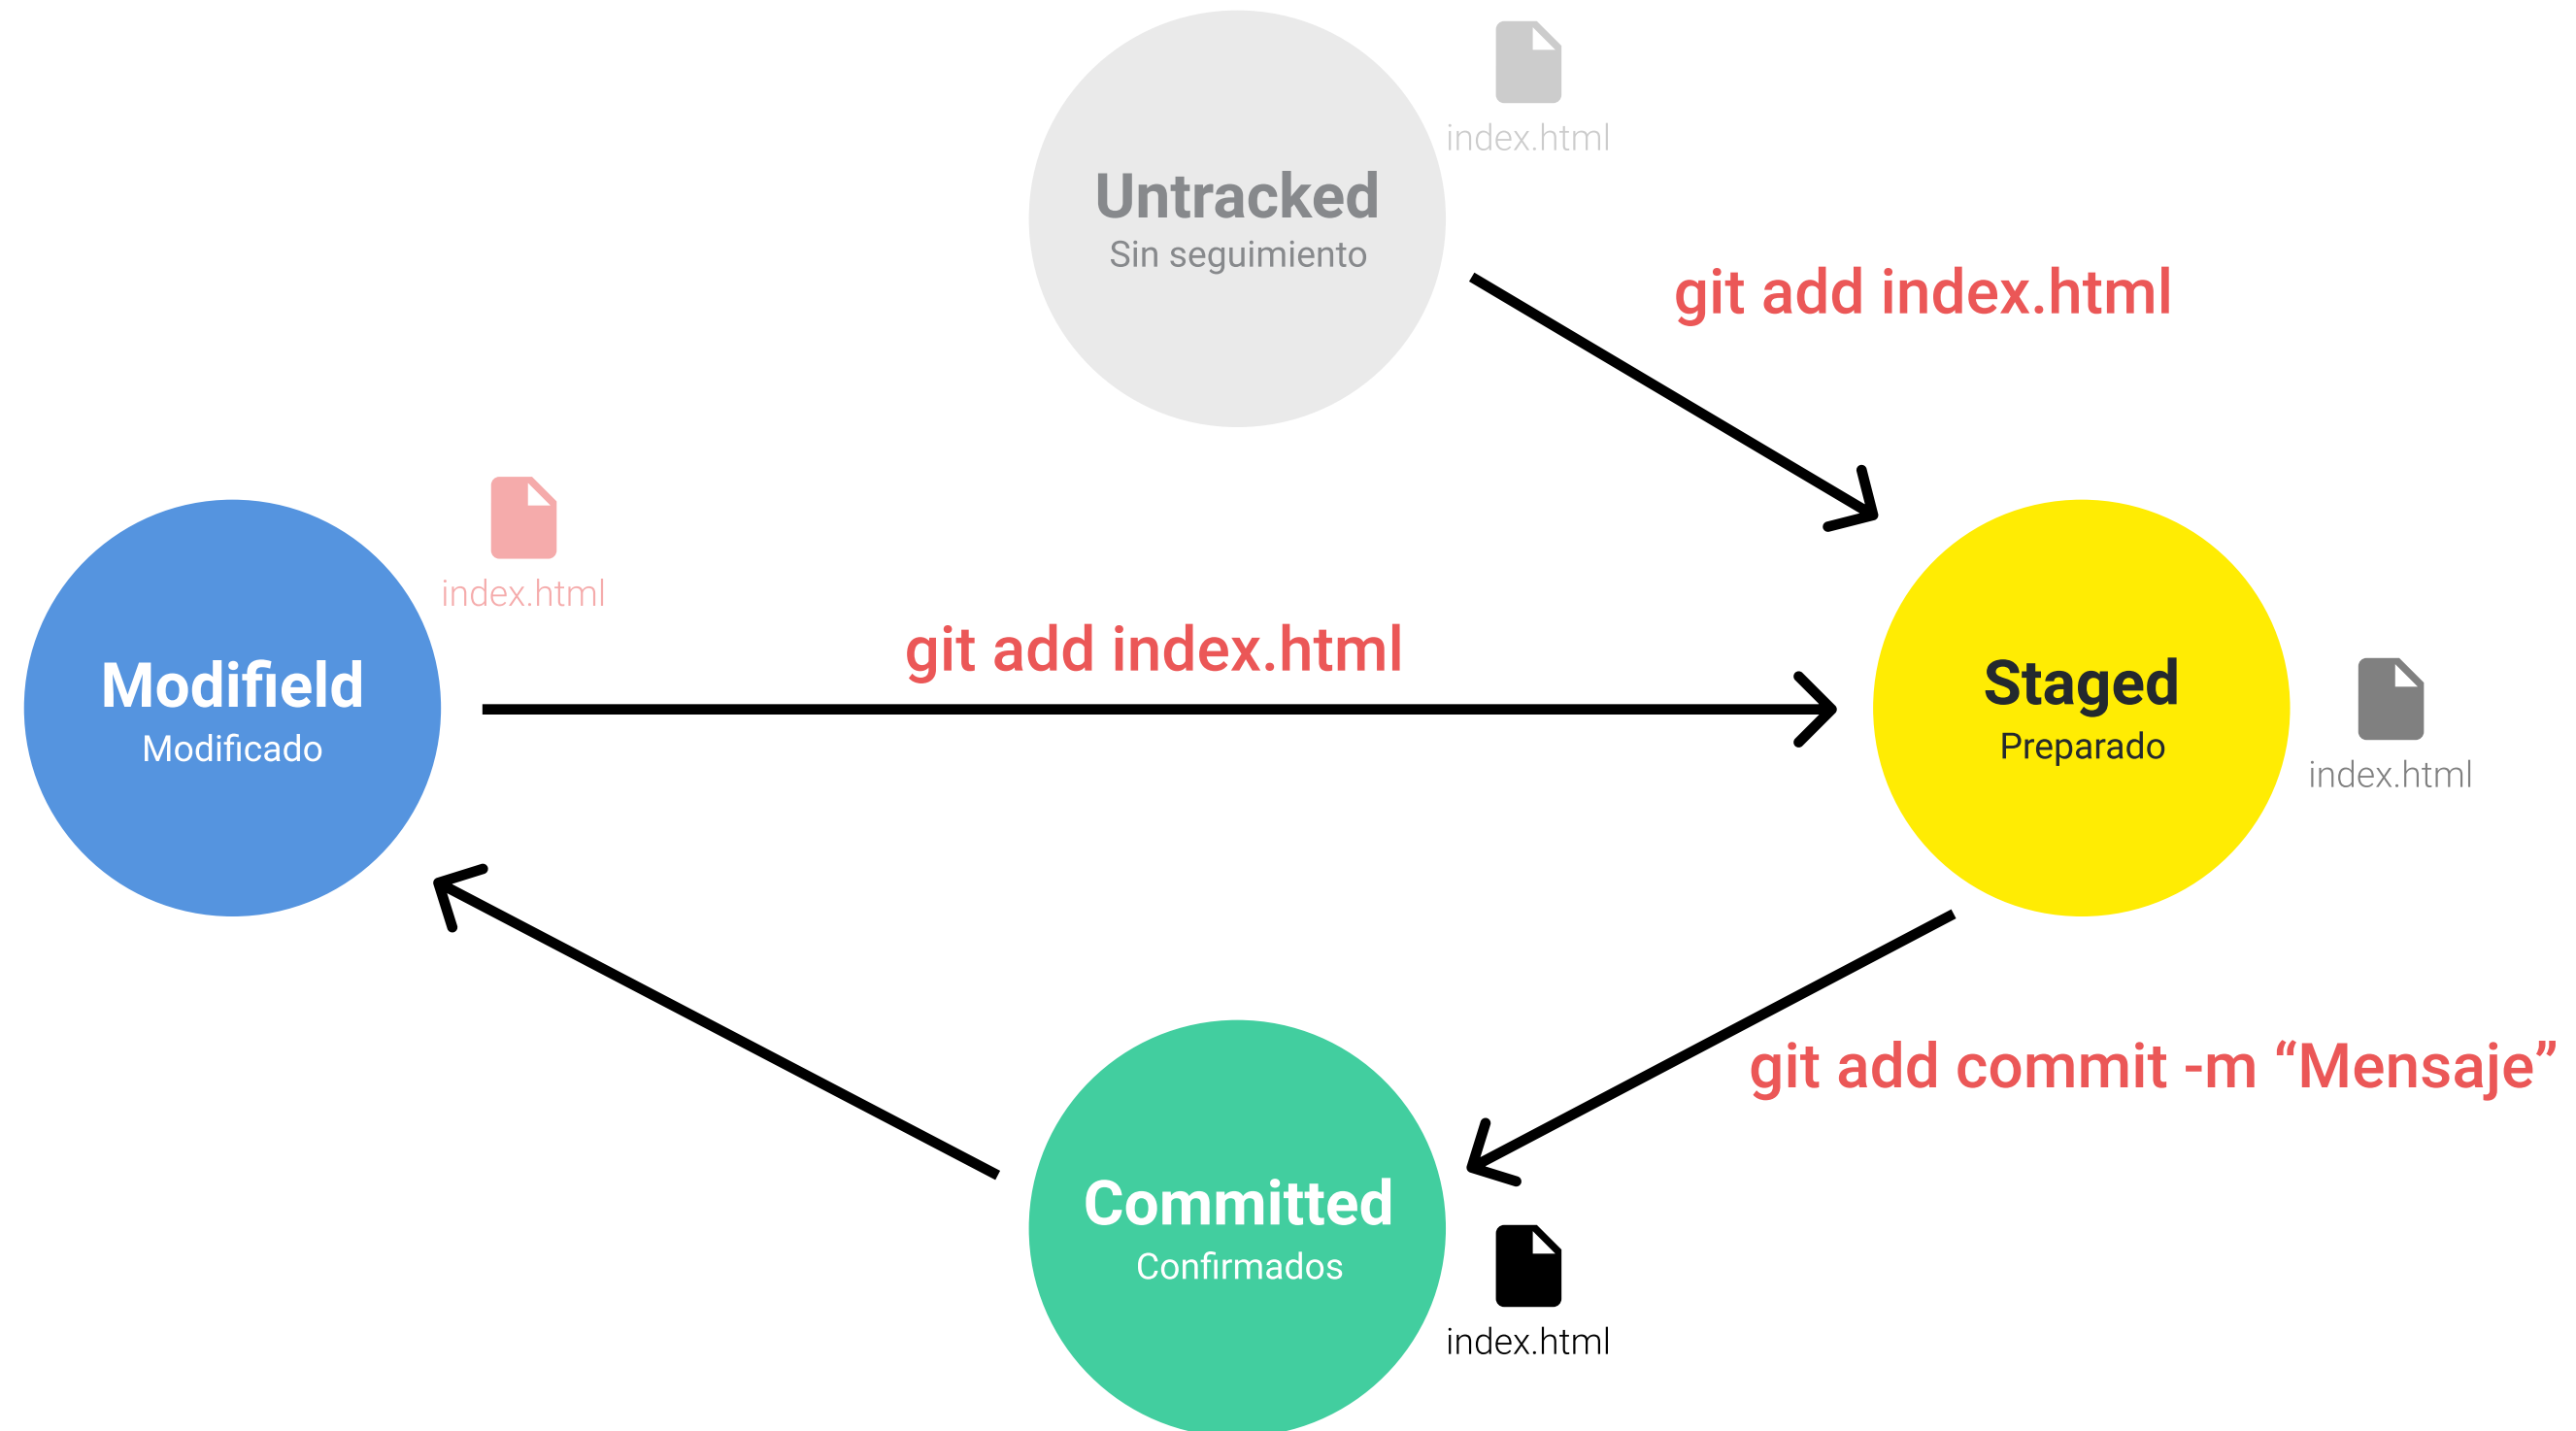 index.html
Untracked
Sin seguimiento
git add index.html
index.html
git add index.html
Modifield
Modificado
Staged
Preparado
index.html
git add commit -m “Mensaje”
Committed
Confirmados
index.html